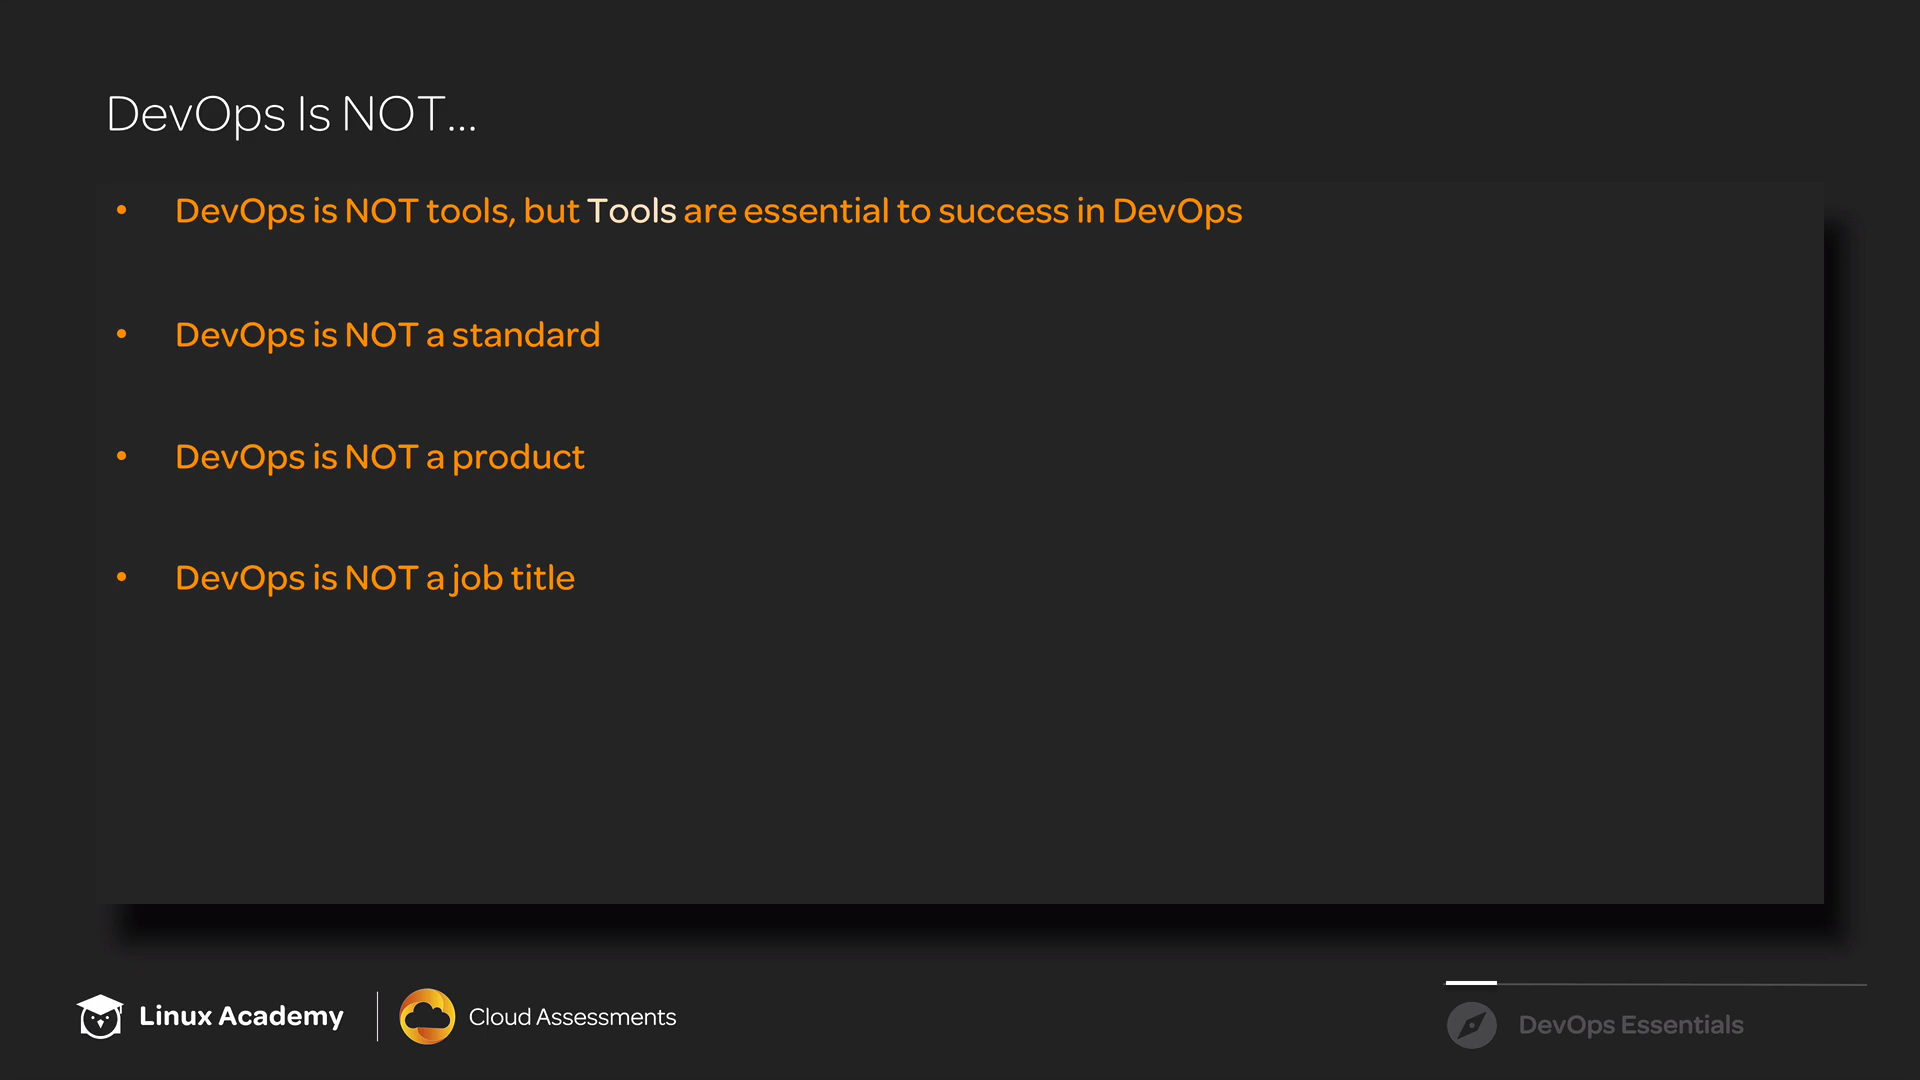 DevOps Is NOT...
• DevOps is NOT tools, but Tools are essential to success in DevOps
• DevOps is NOT a standard
• DevOps is NOT a product
• DevOps is NOT a job title
Linux Academy
Cloud Assessments
DevOps Essentials